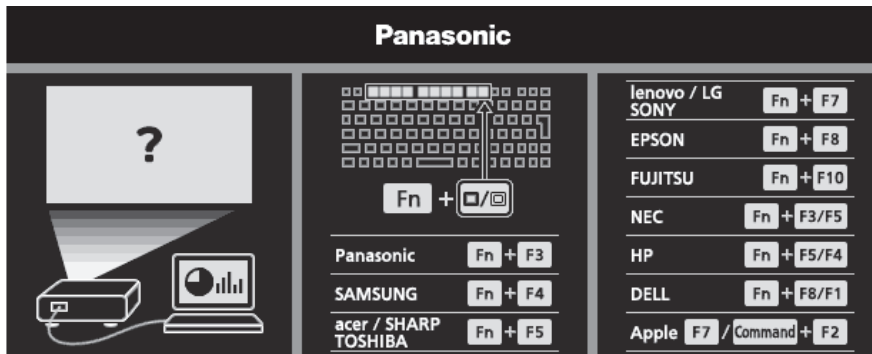 Panasonic
?
Fn + /
Panasonic Fn + F3
SAMSUNG Fn + F4
acer / SHARP
TOSHIBA Fn + F5
lenovo / LG
SONY Fn + F7
EPSON Fn + F8
FUJITSU Fn + F10
NEC Fn + F3/F5
HP Fn + F5/F4
DELL Fn + F8/F1
Apple F7 / Command + F2